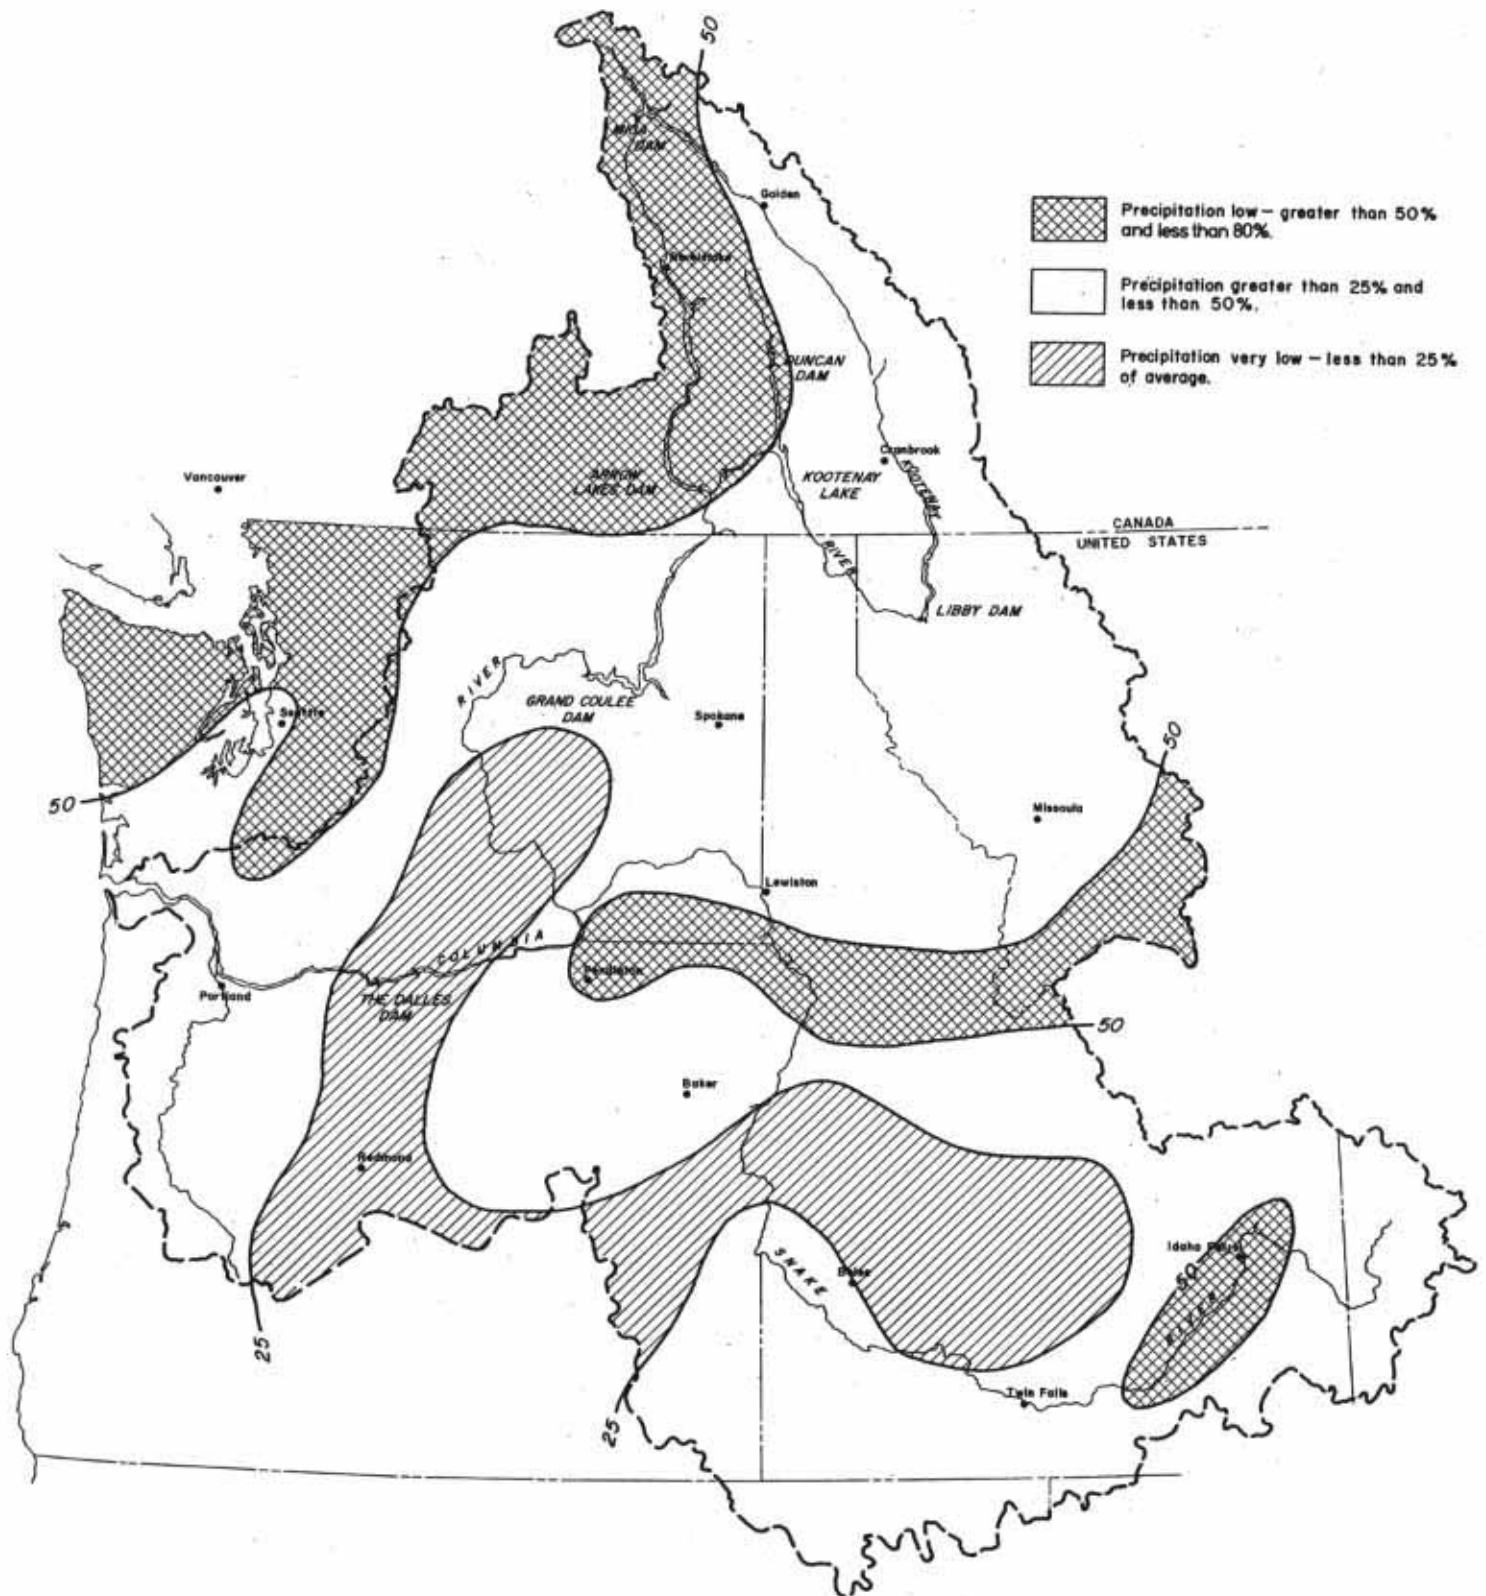 50
MICA
DAM
Golden
Precipitation low – greater than 50%
and less than 80%.
Revelstoke
Precipitation greater than 25% and
less than 50%.
DUNCAN
DAM
Precipitation very low – less than 25%
of average.
Cranbrook
Vancouver
ARROW
LAKES DAM
KOOTENAY
LAKE
KOOTENAY
CANADA
UNITED STATES
RIVER
LIBBY DAM
RIVER
GRAND COULEE
DAM
Seattle
Spokane
50
50
Missoula
Lewiston
COLUMBIA
Pendleton
Portland
THE DALLES
DAM
50
Baker
Redmond
SNAKE
Boise
Idaho Falls
50
RIVER
25
Twin Falls
25